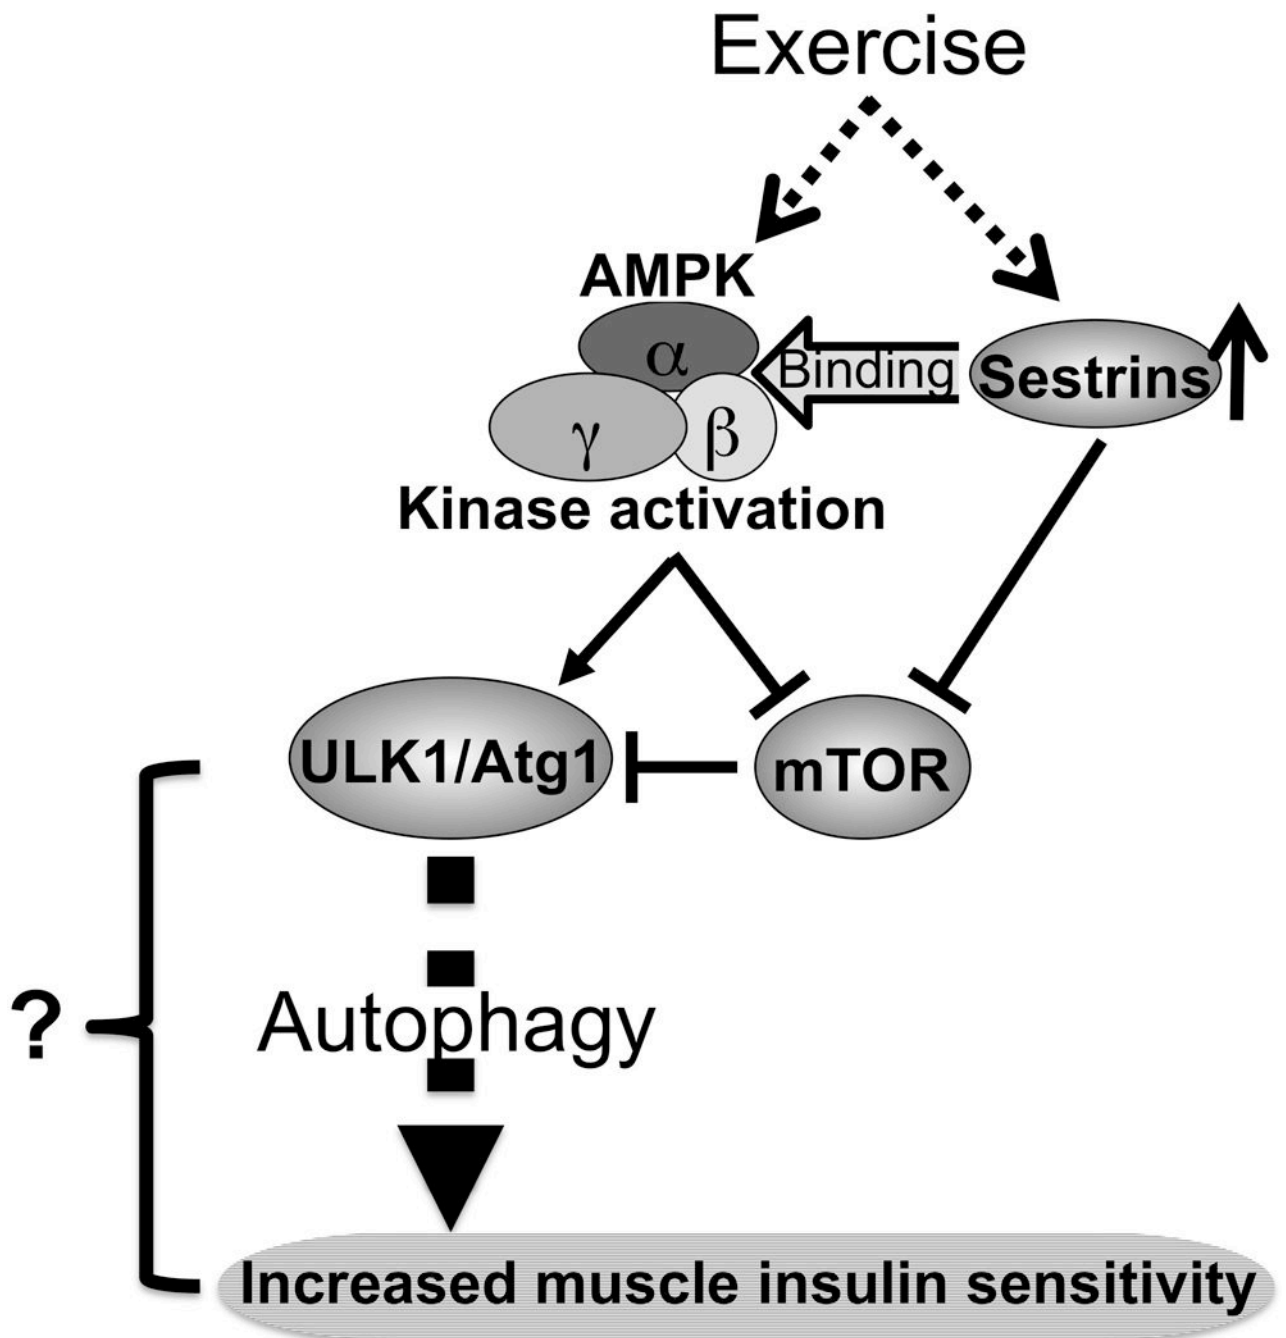 Exercise
AMPK
α
Binding
Sestrins
γ
β
Kinase activation
ULK1/Atg1
mTOR
?
Autophagy
Increased muscle insulin sensitivity